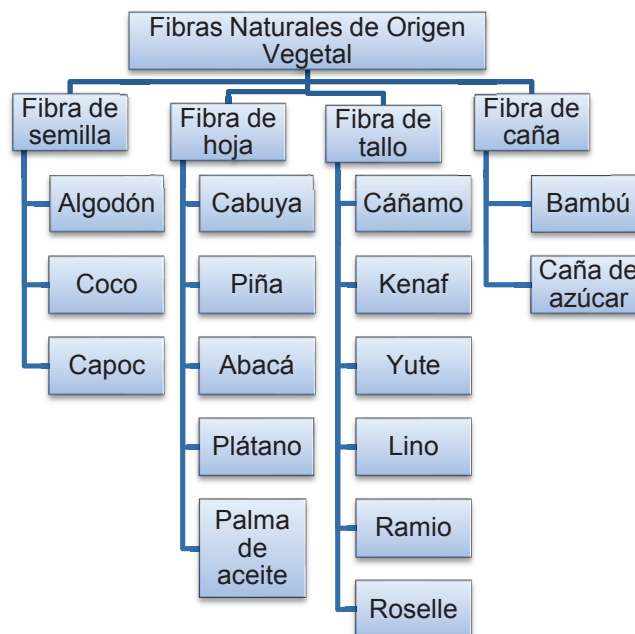 Fibras Naturales de Origen
Vegetal
Fibra de
semilla
Algodón
Coco
Capoc
Fibra de
hoja
Cabuya
Piña
Abacá
Plátano
Palma
de
aceite
Fibra de
tallo
Cáñamo
Kenaf
Yute
Lino
Ramio
Roselle
Fibra de
caña
Bambú
Caña de
azúcar